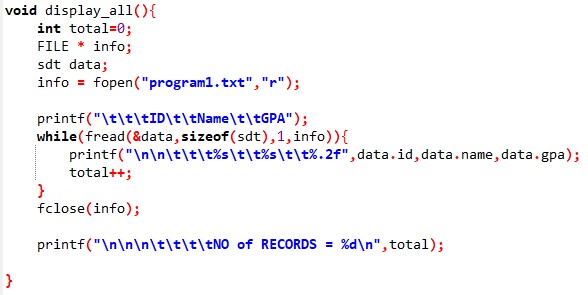 void display_all(){
    int total=0;
    FILE * info;
    sdt data;
    info = fopen("program1.txt","r");

    printf("\t\t\tID\t\tName\t\tGPA");
    while(fread(&data,sizeof(sdt),1,info)){
        printf("\n\n\t\t\t%s\t\t%s\t\t%.2f",data.id,data.name,data.gpa);
        total++;
    }
    fclose(info);

    printf("\n\n\n\t\t\t\tNO of RECORDS = %d\n",total);

}